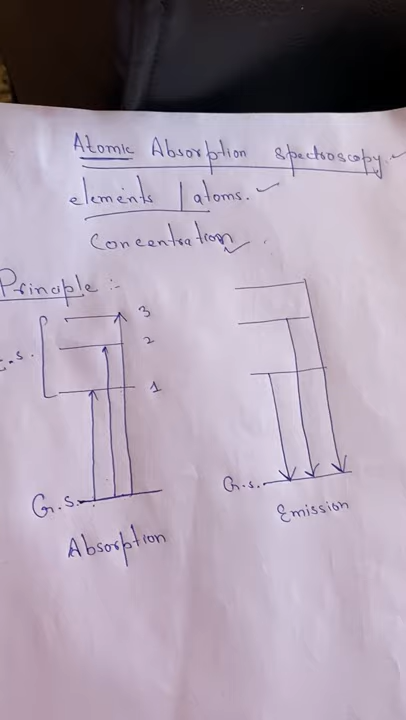 Atomic Absorption spectroscopy.
elements / atoms.
Concentration.
Principle :-
3
2
E.s.
1
G.s.
G.s.
Absorption
Emission